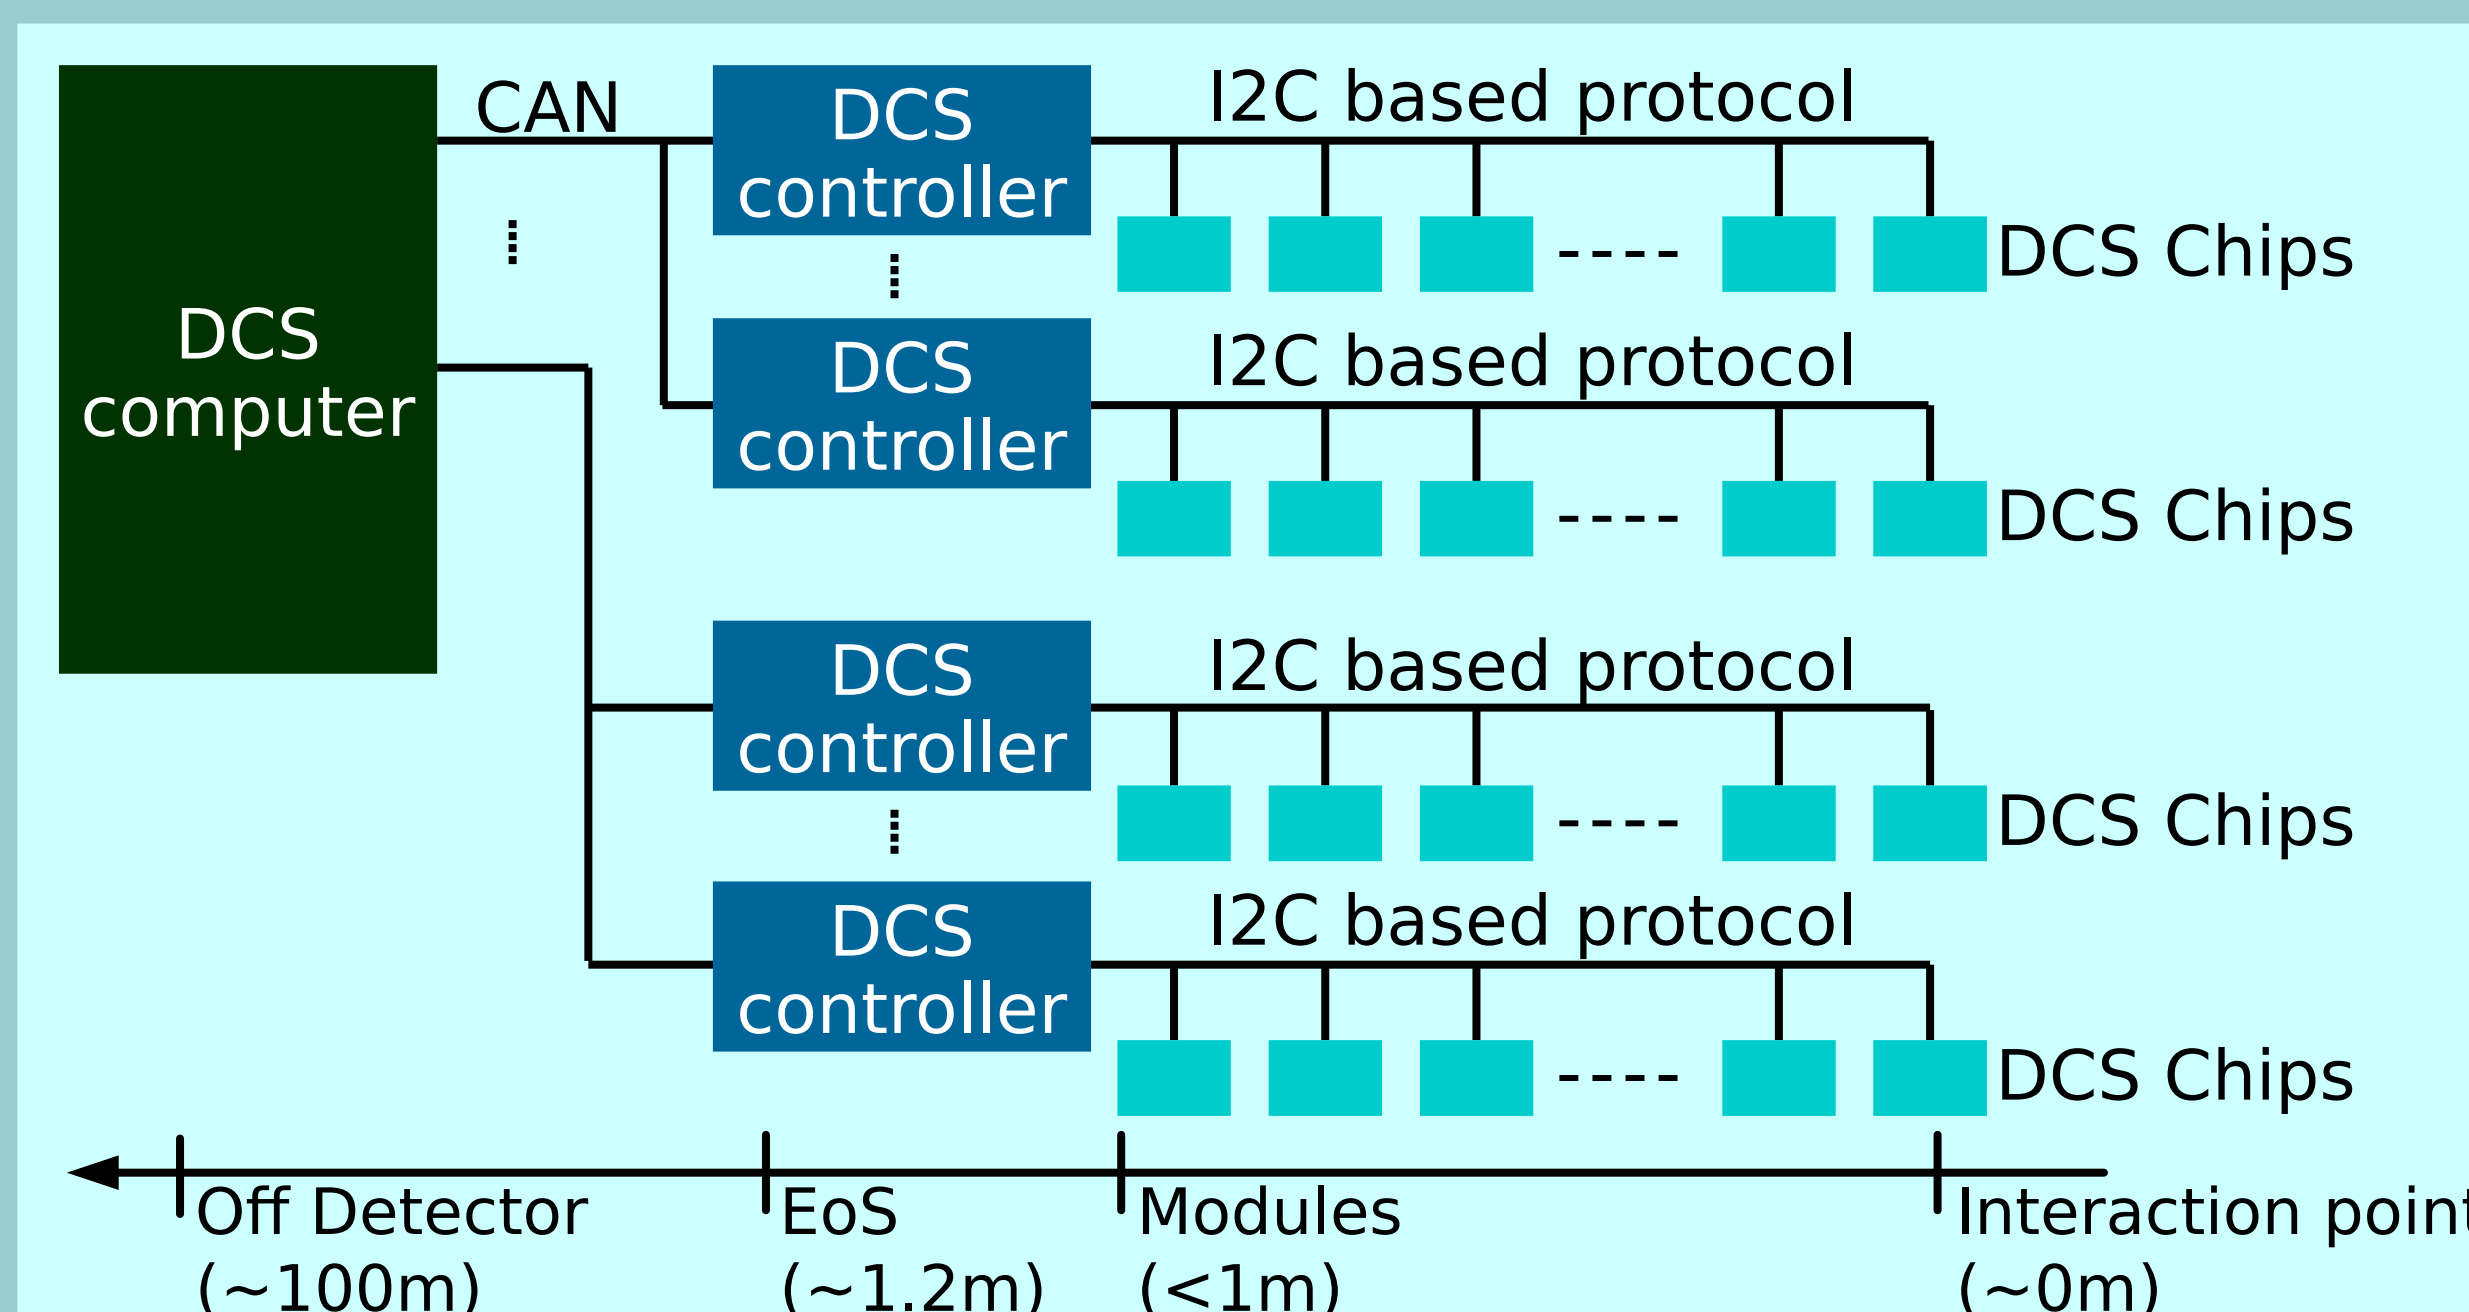 CAN
DCS
controller
I2C based protocol
DCS Chips
DCS
computer
DCS
controller
I2C based protocol
DCS Chips
DCS
controller
I2C based protocol
DCS Chips
DCS
controller
I2C based protocol
DCS Chips
Off Detector
(~100m)
EoS
(~1.2m)
Modules
(<1m)
Interaction point
(~0m)